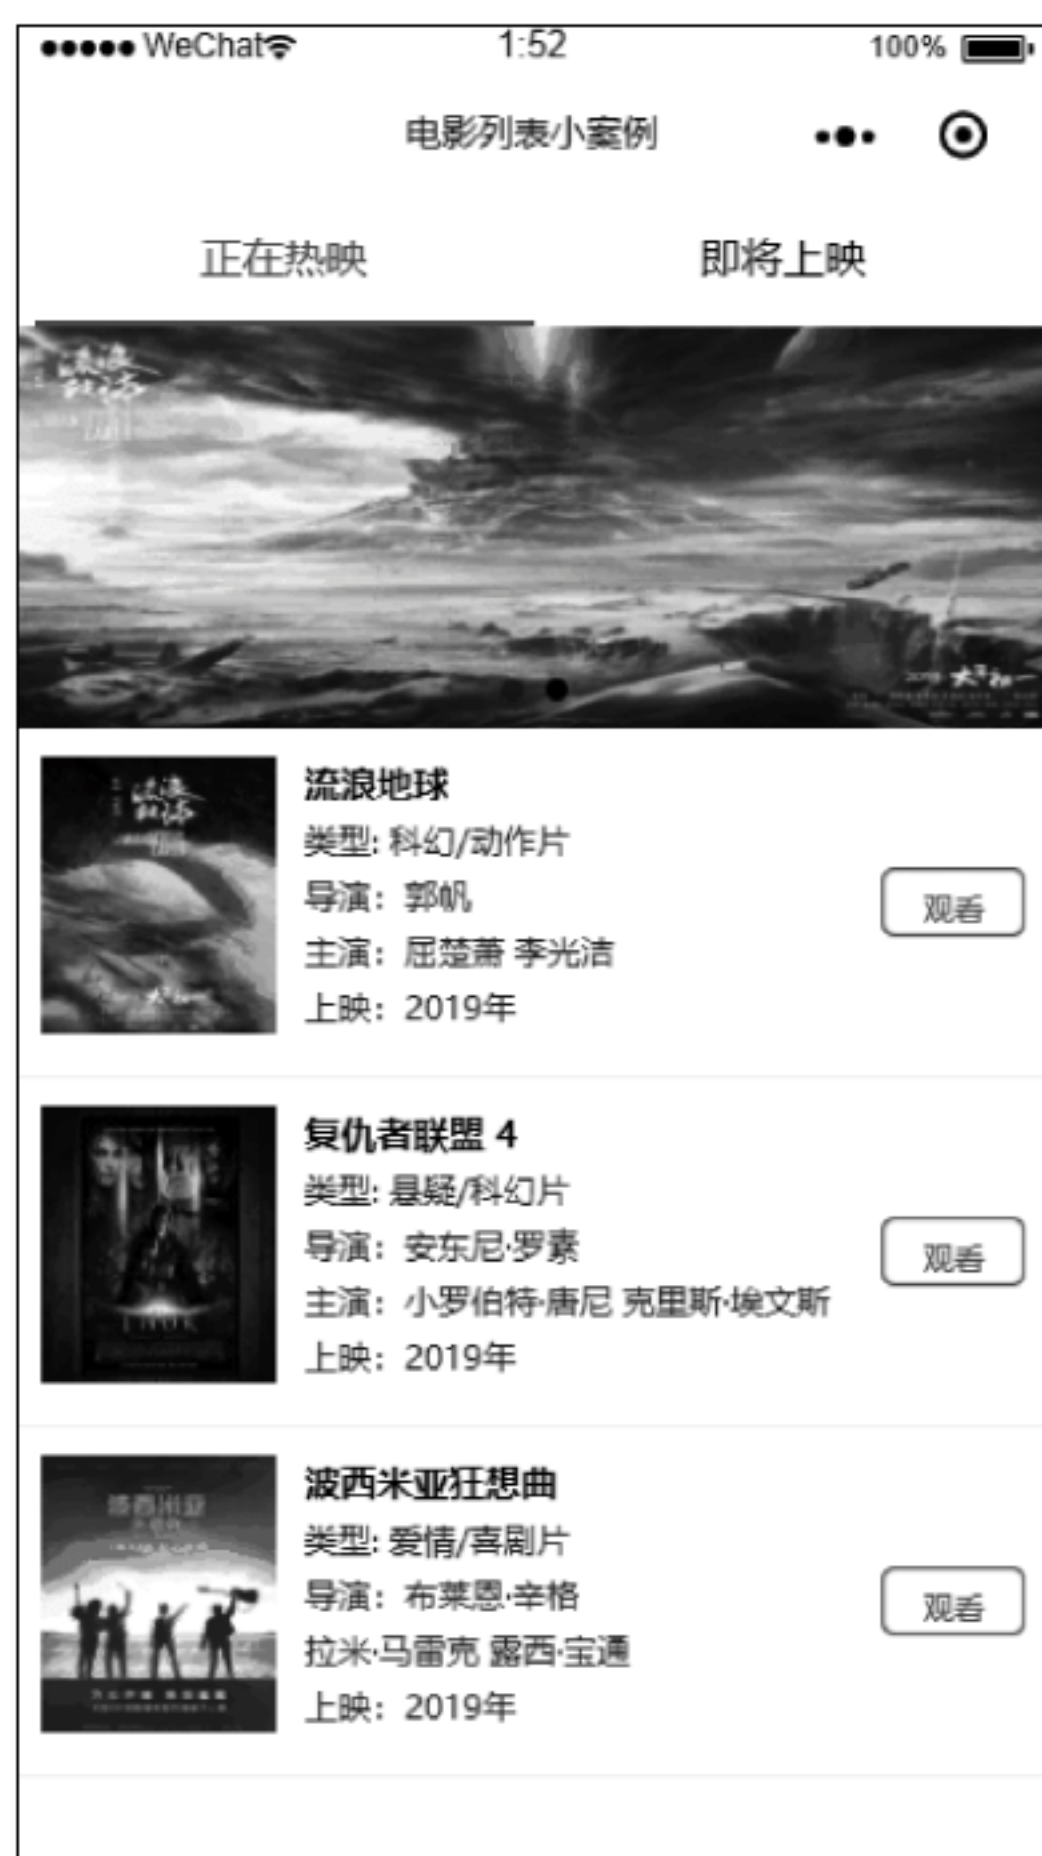 WeChat 1:52 100%
电影列表小案例
正在热映 即将上映
流浪地球
类型: 科幻/动作片
导演：郭帆
主演：屈楚萧 李光洁
上映：2019年
观看
复仇者联盟 4
类型: 悬疑/科幻片
导演：安东尼·罗素
主演：小罗伯特·唐尼 克里斯·埃文斯
上映：2019年
观看
波西米亚狂想曲
类型: 爱情/喜剧片
导演：布莱恩·辛格
拉米·马雷克 露西·宝通
上映：2019年
观看